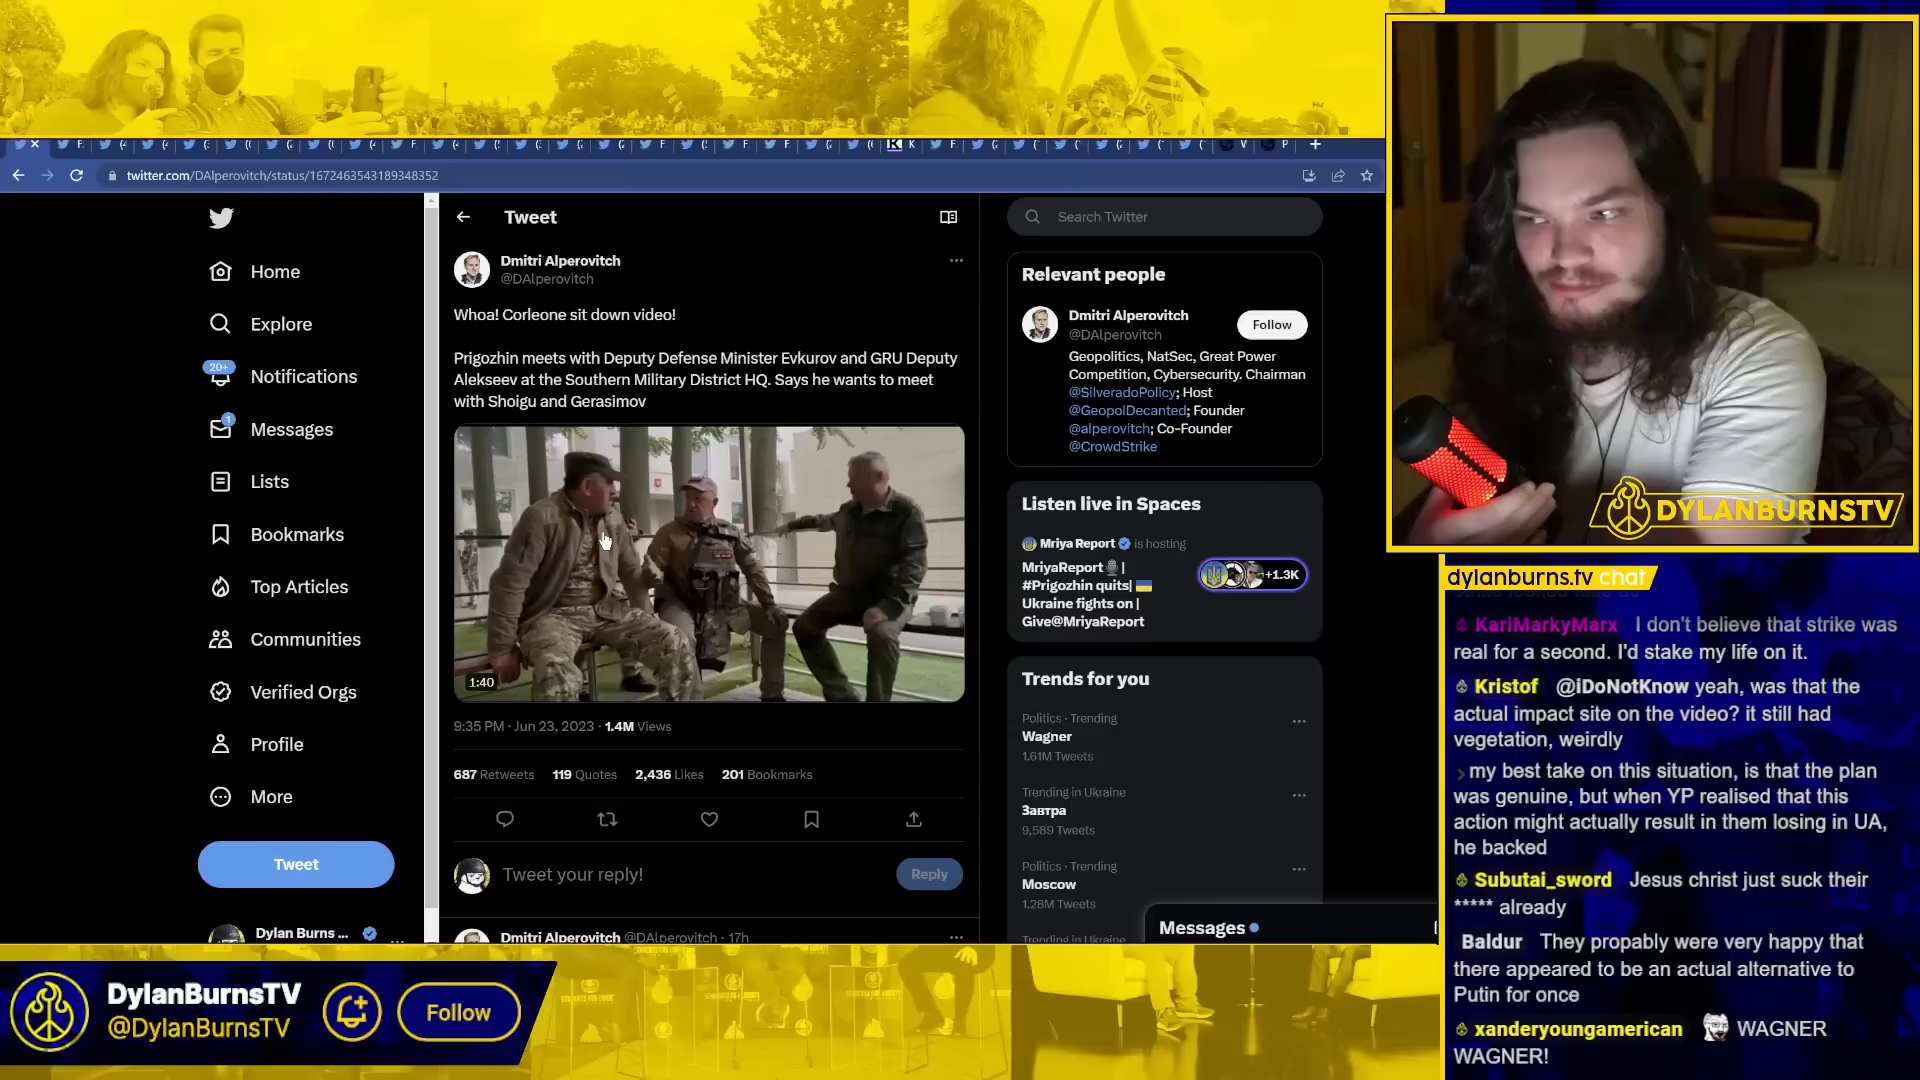 twitter.com/DAlperovitch/status/1672463543189348352
Home
Explore
20+
Notifications
1
Messages
Lists
Bookmarks
Top Articles
Communities
Verified Orgs
Profile
More
Tweet
Dylan Burns ...
Tweet
Dmitri Alperovitch
@DAlperovitch
Whoa! Corleone sit down video!
Prigozhin meets with Deputy Defense Minister Evkurov and GRU Deputy
Alekseev at the Southern Military District HQ. Says he wants to meet
with Shoigu and Gerasimov
1:40
9:35 PM · Jun 23, 2023 · 1.4M Views
687 Retweets 119 Quotes 2,436 Likes 201 Bookmarks
Tweet your reply!
Reply
Dmitri Alperovitch @DAlperovitch · 17h
Search Twitter
Relevant people
Dmitri Alperovitch
@DAlperovitch
Follow
Geopolitics, NatSec, Great Power
Competition, Cybersecurity. Chairman
@SilveradoPolicy; Host
@GeopolDecanted; Founder
@alperovitch; Co-Founder
@CrowdStrike
Listen live in Spaces
Mriya Report is hosting
MriyaReport |
#Prigozhin quits|
Ukraine fights on |
Give@MriyaReport
+1.3K
Trends for you
Politics · Trending
Wagner
1.61M Tweets
Trending in Ukraine
Завтра
9,589 Tweets
Politics · Trending
Moscow
1.28M Tweets
Trending in Ukraine
Messages
DYLANBURNSTV
dylanburns.tv chat
KarlMarkyMarx I don't believe that strike was
real for a second. I'd stake my life on it.
Kristof @iDoNotKnow yeah, was that the
actual impact site on the video? it still had
vegetation, weirdly
my best take on this situation, is that the plan
was genuine, but when YP realised that this
action might actually result in them losing in UA,
he backed
Subutai_sword Jesus christ just suck their
***** already
Baldur They propably were very happy that
there appeared to be an actual alternative to
Putin for once
xanderyoungamerican WAGNER
WAGNER!
DylanBurnsTV
@DylanBurnsTV
Follow